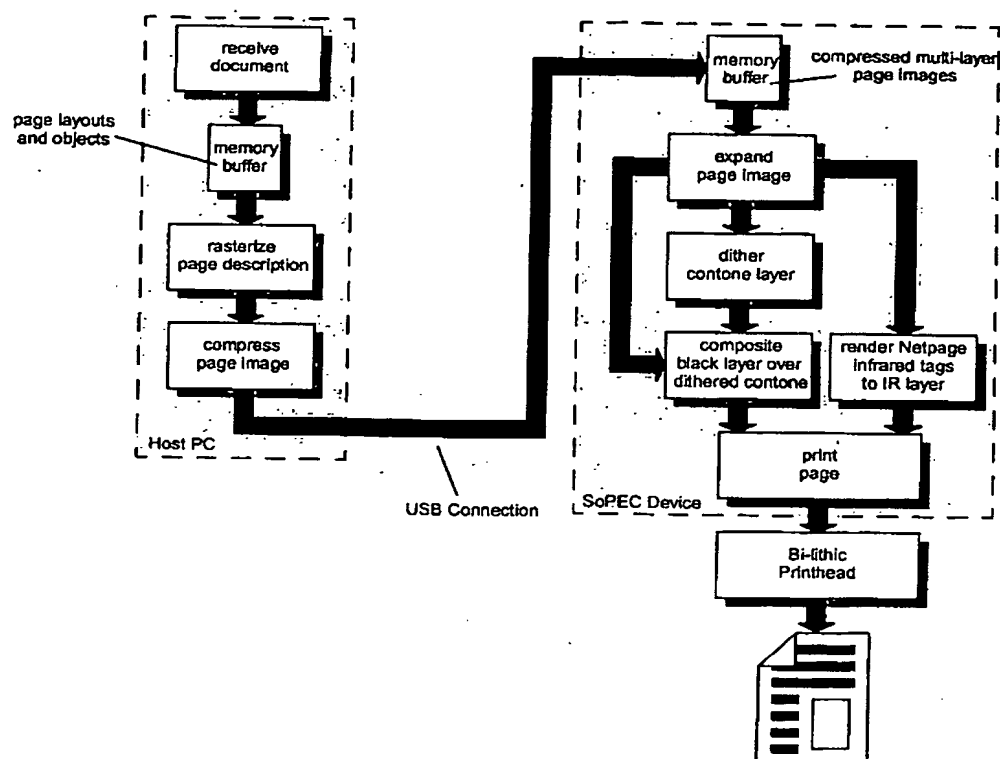 receive
document
page layouts
and objects
memory
buffer
rasterize
page description
compress
page image
Host PC
USB Connection
memory
buffer
compressed multi-layer
page images
expand
page image
dither
contone layer
composite
black layer over
dithered contone
render Netpage
infrared tags
to IR layer
print
page
SoPEC Device
Bi-lithic
Printhead